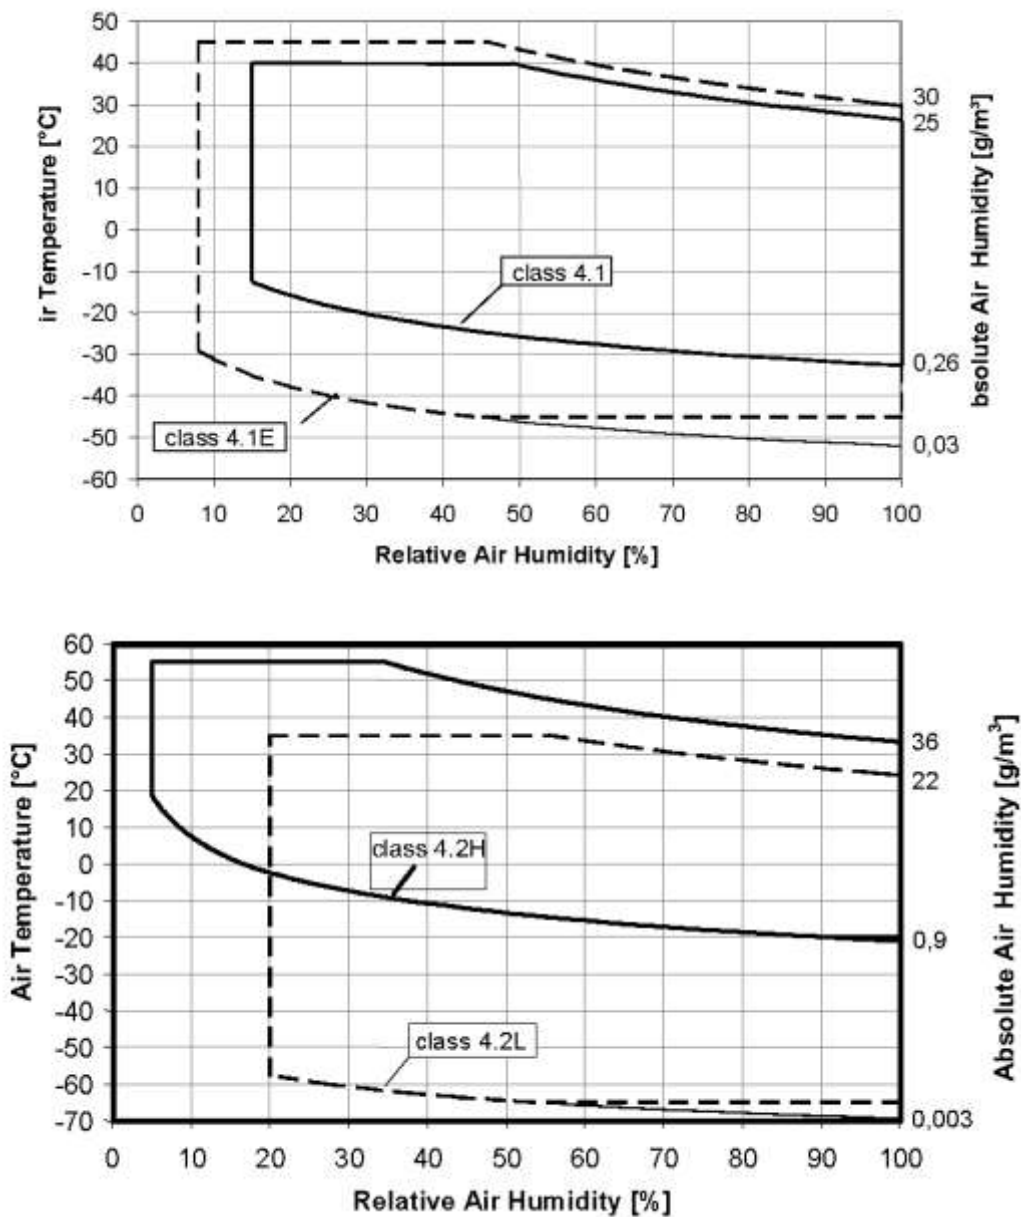 50
40
30
20
10
0
-10
-20
-30
-40
-50
-60
ir Temperature [°C]
class 4.1
class 4.1E
30
25
0,26
0,03
bsolute Air Humidity [g/m³]
0 10 20 30 40 50 60 70 80 90 100
Relative Air Humidity [%]
60
50
40
30
20
10
0
-10
-20
-30
-40
-50
-60
-70
Air Temperature [°C]
class 4.2H
class 4.2L
36
22
0,9
0,003
Absolute Air Humidity [g/m³]
0 10 20 30 40 50 60 70 80 90 100
Relative Air Humidity [%]